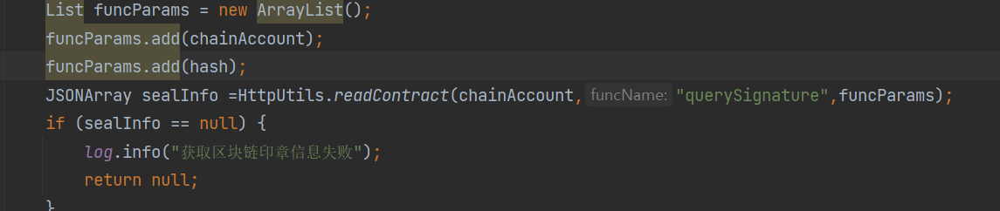 List funcParams = new ArrayList();
funcParams.add(chainAccount);
funcParams.add(hash);
JSONArray sealInfo =HttpUtils.readContract(chainAccount, funcName: "querySignature",funcParams);
if (sealInfo == null) {
log.info("获取区块链印章信息失败");
return null;
}